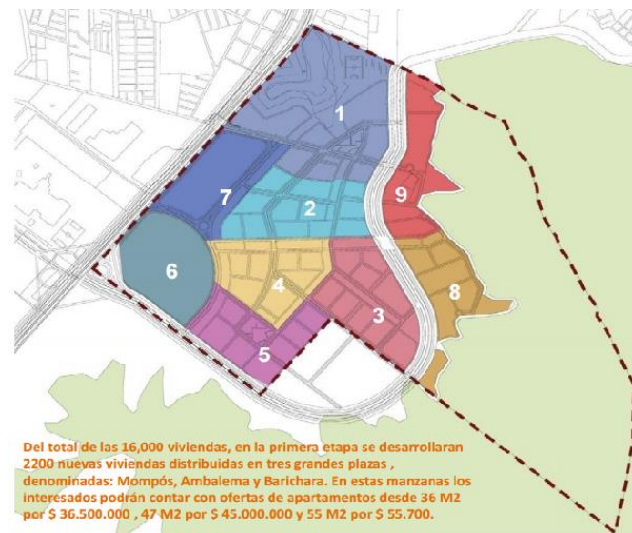 1
9
7
2
6
4
8
3
5
Del total de las 16,000 viviendas, en la primera etapa se desarrollaran
2200 nuevas viviendas distribuidas en tres grandes plazas ,
denominadas: Mompós, Ambalema y Barichara. En estas manzanas los
interesados podrán contar con ofertas de apartamentos desde 36 M2
por $ 36.500.000 , 47 M2 por $ 45.000.000 y 55 M2 por $ 55.700.